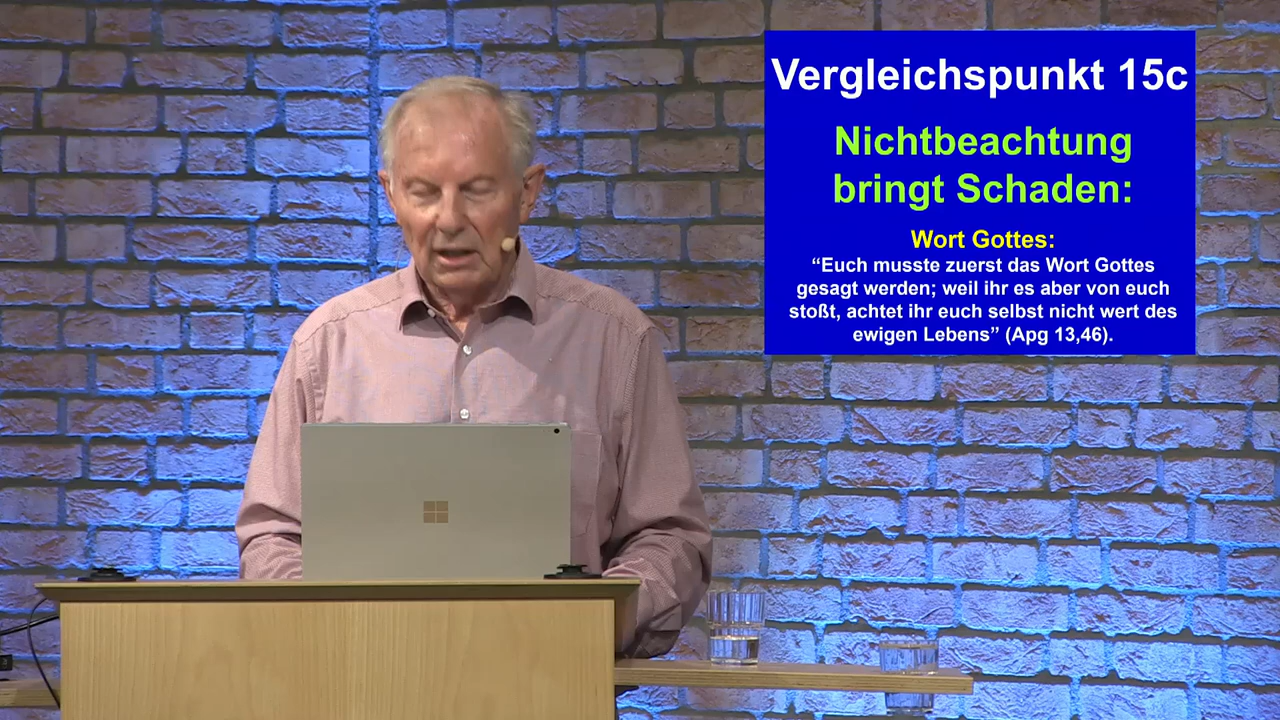 Vergleichspunkt 15c
Nichtbeachtung
bringt Schaden:
Wort Gottes:
“Euch musste zuerst das Wort Gottes
gesagt werden; weil ihr es aber von euch
stoßt, achtet ihr euch selbst nicht wert des
ewigen Lebens” (Apg 13,46).